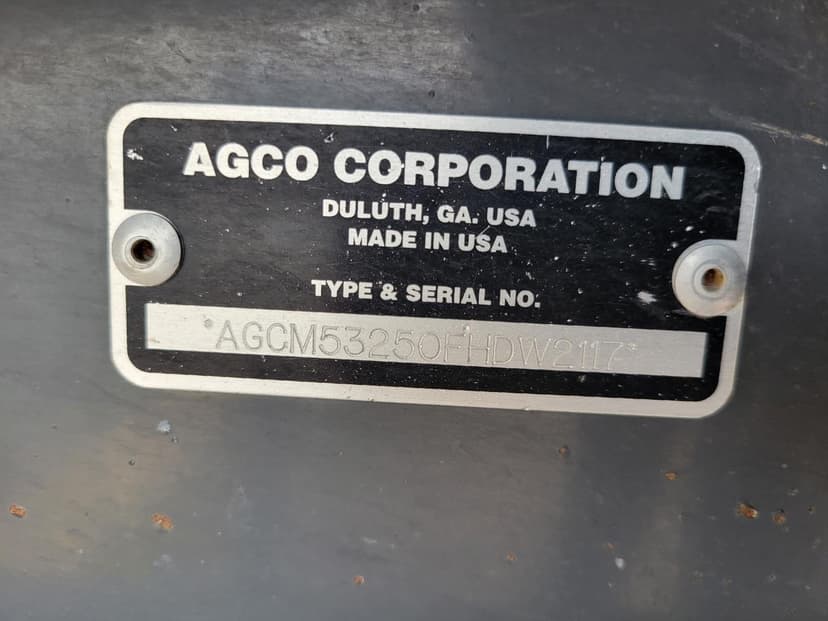 AGCO CORPORATION
DULUTH, GA. USA
MADE IN USA
TYPE & SERIAL NO.
*AGCM53250FHDW2117*